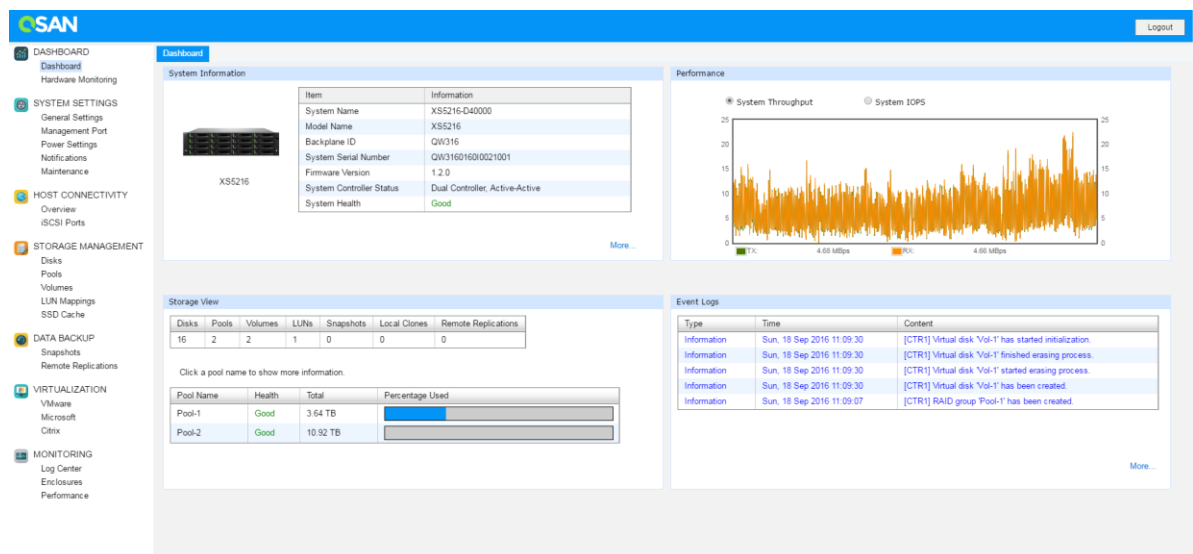 QSAN
Logout
DASHBOARD
Dashboard
Hardware Monitoring
SYSTEM SETTINGS
General Settings
Management Port
Power Settings
Notifications
Maintenance
HOST CONNECTIVITY
Overview
iSCSI Ports
STORAGE MANAGEMENT
Disks
Pools
Volumes
LUN Mappings
SSD Cache
DATA BACKUP
Snapshots
Remote Replications
VIRTUALIZATION
VMware
Microsoft
Citrix
MONITORING
Log Center
Enclosures
Performance
Dashboard
System Information
XS5216
Item Information
System Name XS5216-D40000
Model Name XS5216
Backplane ID QW316
System Serial Number QW3160160I0021001
Firmware Version 1.2.0
System Controller Status Dual Controller, Active-Active
System Health Good
More...
Performance
System Throughput System IOPS
25 25
20 20
15 15
10 10
5 5
0 0
TX: 4.68 MBps RX: 4.66 MBps
Storage View
Disks Pools Volumes LUNs Snapshots Local Clones Remote Replications
16 2 2 1 0 0 0
Click a pool name to show more information.
Pool Name Health Total Percentage Used
Pool-1 Good 3.64 TB
Pool-2 Good 10.92 TB
Event Logs
Type Time Content
Information Sun, 18 Sep 2016 11:09:30 [CTR1] Virtual disk 'Vol-1' has started initialization.
Information Sun, 18 Sep 2016 11:09:30 [CTR1] Virtual disk 'Vol-1' finished erasing process.
Information Sun, 18 Sep 2016 11:09:30 [CTR1] Virtual disk 'Vol-1' started erasing process.
Information Sun, 18 Sep 2016 11:09:30 [CTR1] Virtual disk 'Vol-1' has been created.
Information Sun, 18 Sep 2016 11:09:07 [CTR1] RAID group 'Pool-1' has been created.
More...